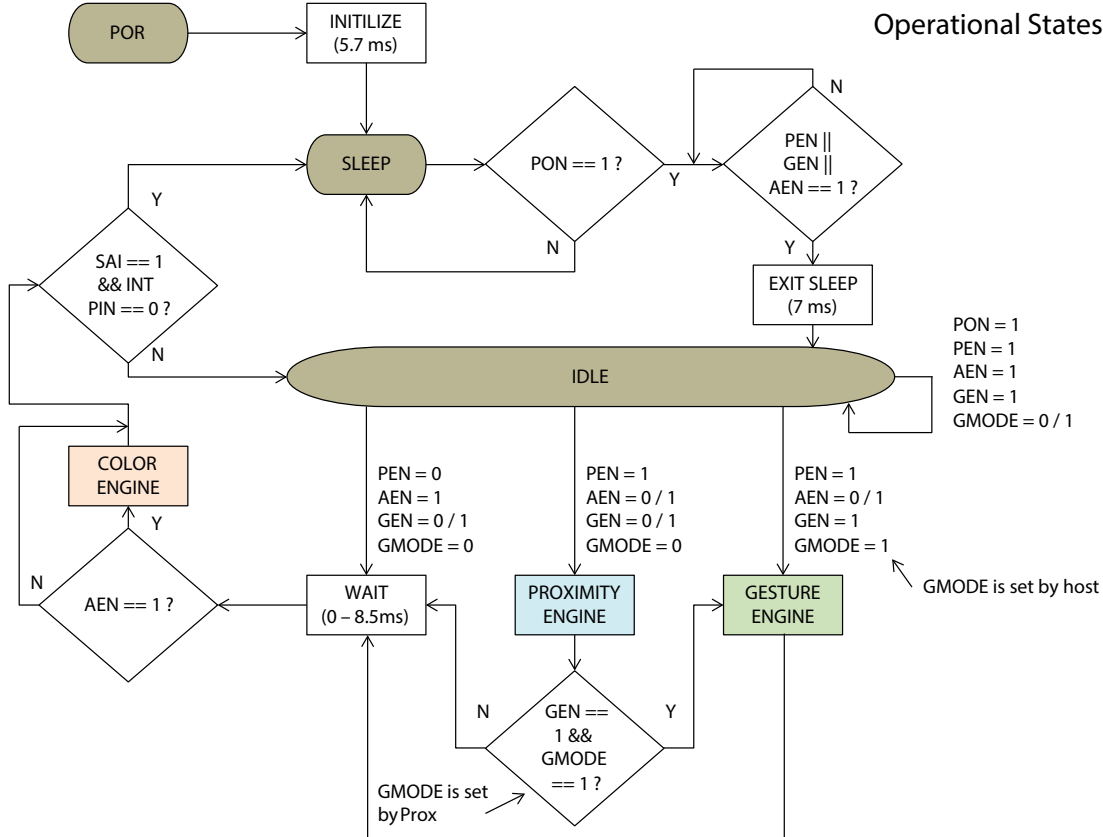 Operational States
POR
INITILIZE
(5.7 ms)
SLEEP
PON == 1 ?
Y
N
PEN ||
GEN ||
AEN == 1 ?
N
Y
EXIT SLEEP
(7 ms)
Y
SAI == 1
&& INT
PIN == 0 ?
N
IDLE
PON = 1
PEN = 1
AEN = 1
GEN = 1
GMODE = 0 / 1
PEN = 0
AEN = 1
GEN = 0 / 1
GMODE = 0
PEN = 1
AEN = 0 / 1
GEN = 0 / 1
GMODE = 0
PEN = 1
AEN = 0 / 1
GEN = 1
GMODE = 1
GMODE is set by host
COLOR
ENGINE
Y
N
AEN == 1 ?
WAIT
(0 – 8.5ms)
PROXIMITY
ENGINE
GESTURE
ENGINE
N
GEN ==
1 &&
GMODE
== 1 ?
Y
GMODE is set
by Prox